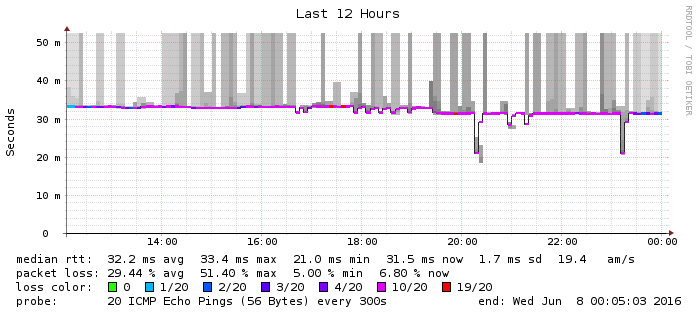 Last 12 Hours
RRDTOOL / TOBI OETIKER
Seconds
50 m
40 m
30 m
20 m
10 m
0
14:00 16:00 18:00 20:00 22:00 00:00
median rtt: 32.2 ms avg 33.4 ms max 21.0 ms min 31.5 ms now 1.7 ms sd 19.4 am/s
packet loss: 29.44 % avg 51.40 % max 5.00 % min 6.80 % now
loss color: 0 1/20 2/20 3/20 4/20 10/20 19/20
probe: 20 ICMP Echo Pings (56 Bytes) every 300s end: Wed Jun 8 00:05:03 2016